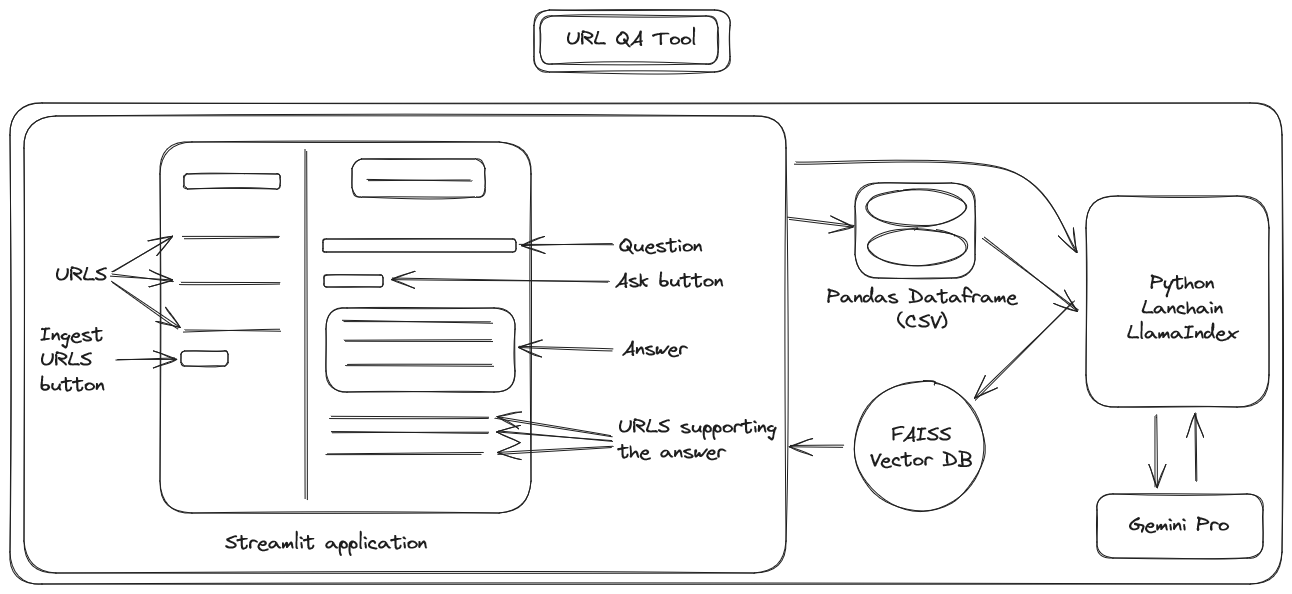 URL QA Tool
URLS
Ingest
URLS
button
Question
Ask button
Answer
URLS supporting
the answer
Streamlit application
Pandas Dataframe
(CSV)
FAISS
Vector DB
Python
Lanchain
LlamaIndex
Gemini Pro